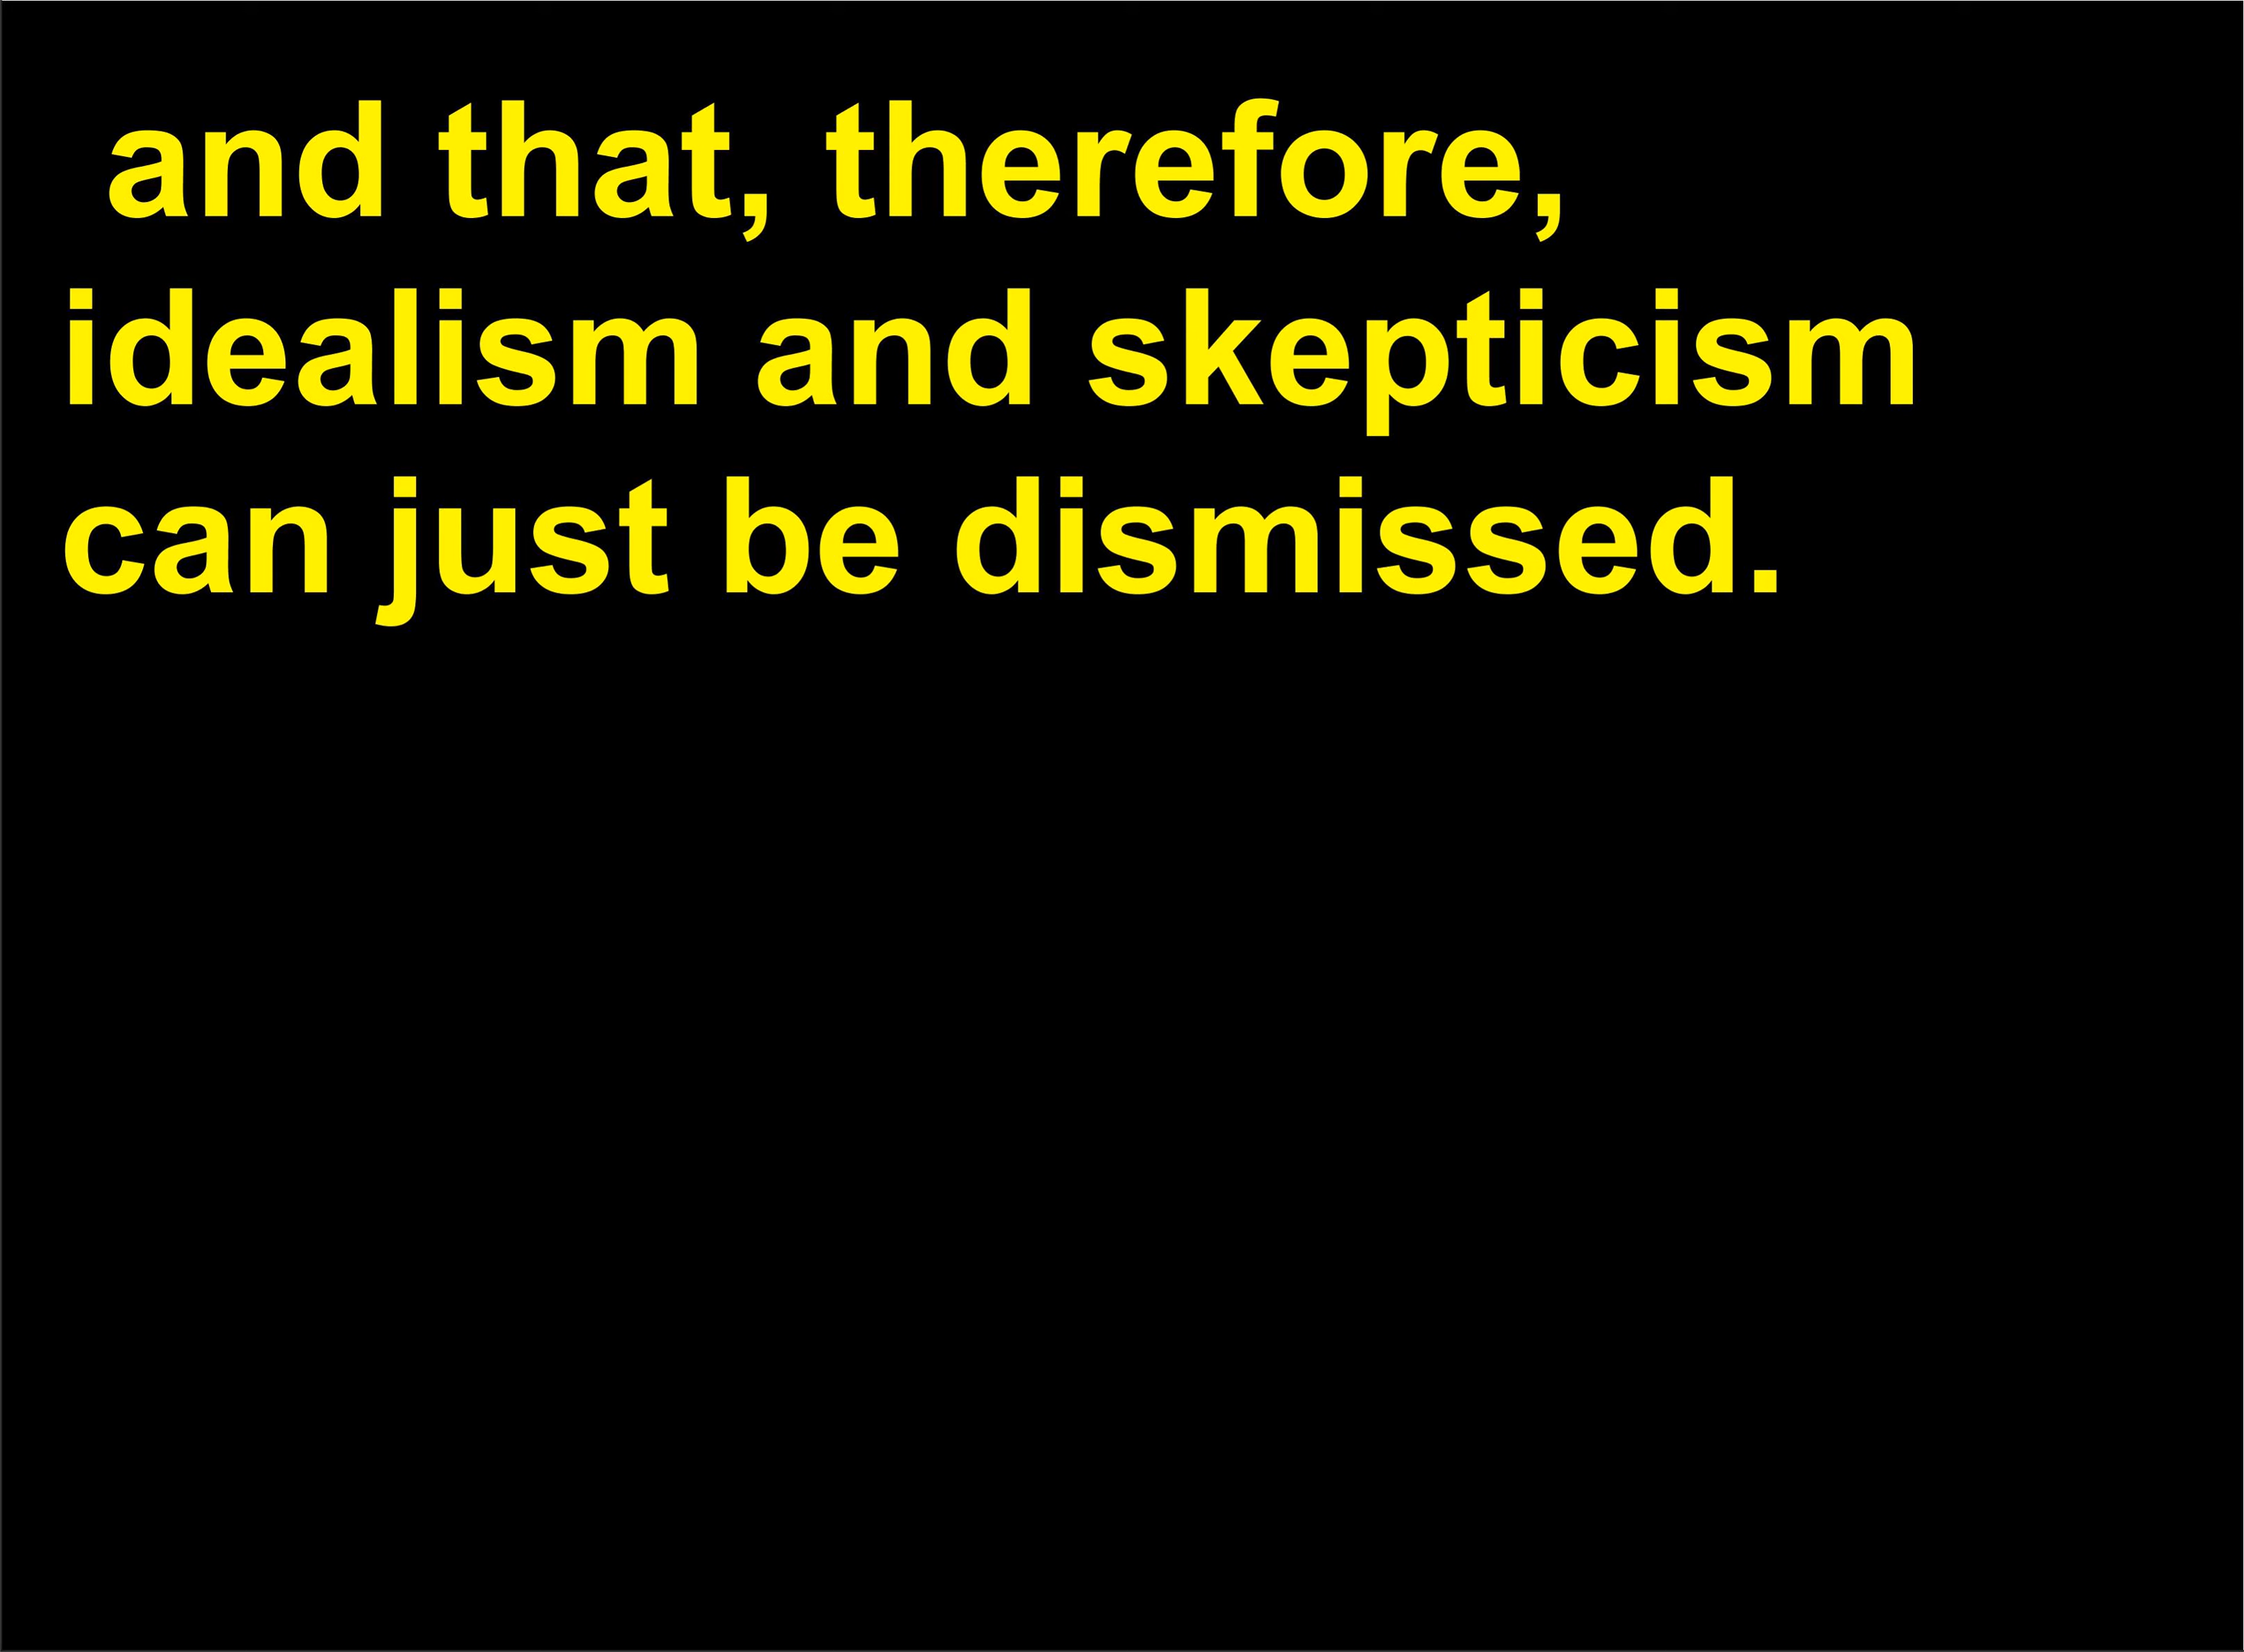 and that, therefore,
idealism and skepticism
can just be dismissed.